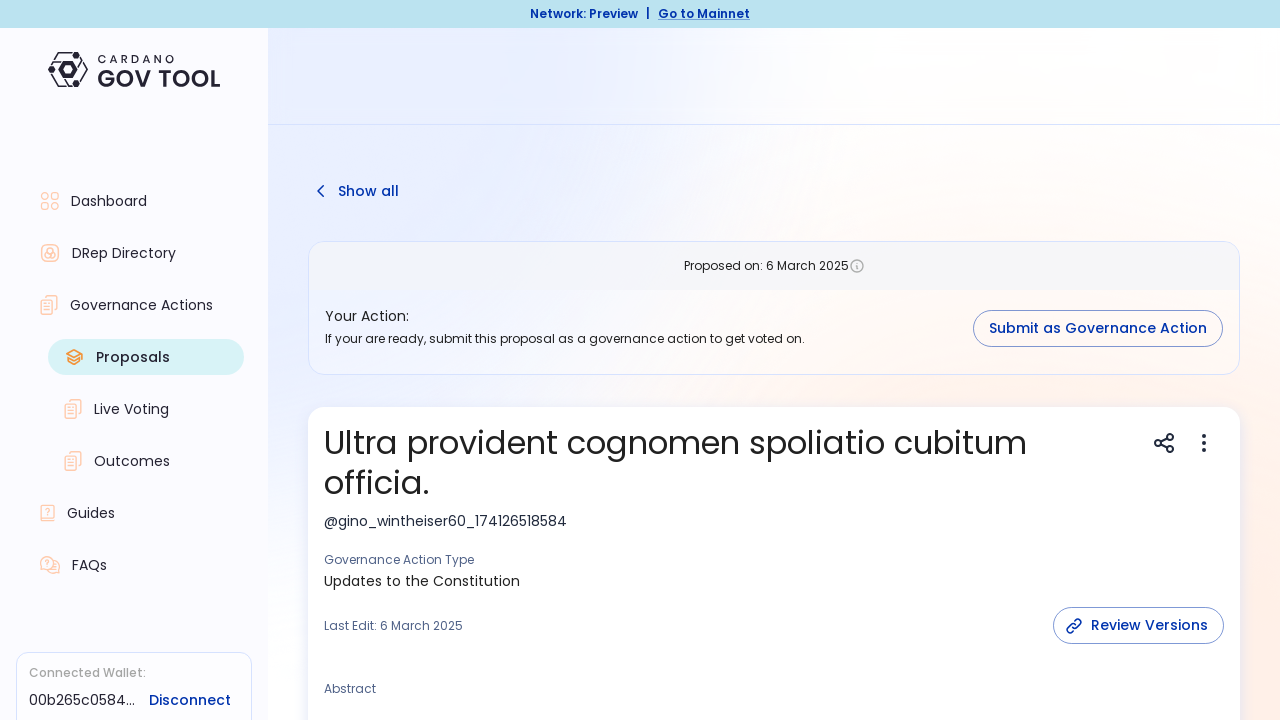 Network: Preview | Go to Mainnet
CARDANO
GOV TOOL
Dashboard
DRep Directory
Governance Actions
Proposals
Live Voting
Outcomes
Guides
FAQs
Connected Wallet:
00b265c0584... Disconnect
Show all
Proposed on: 6 March 2025
Your Action:
If your are ready, submit this proposal as a governance action to get voted on.
Submit as Governance Action
Ultra provident cognomen spoliatio cubitum
officia.
@gino_wintheiser60_174126518584
Governance Action Type
Updates to the Constitution
Last Edit: 6 March 2025
Review Versions
Abstract